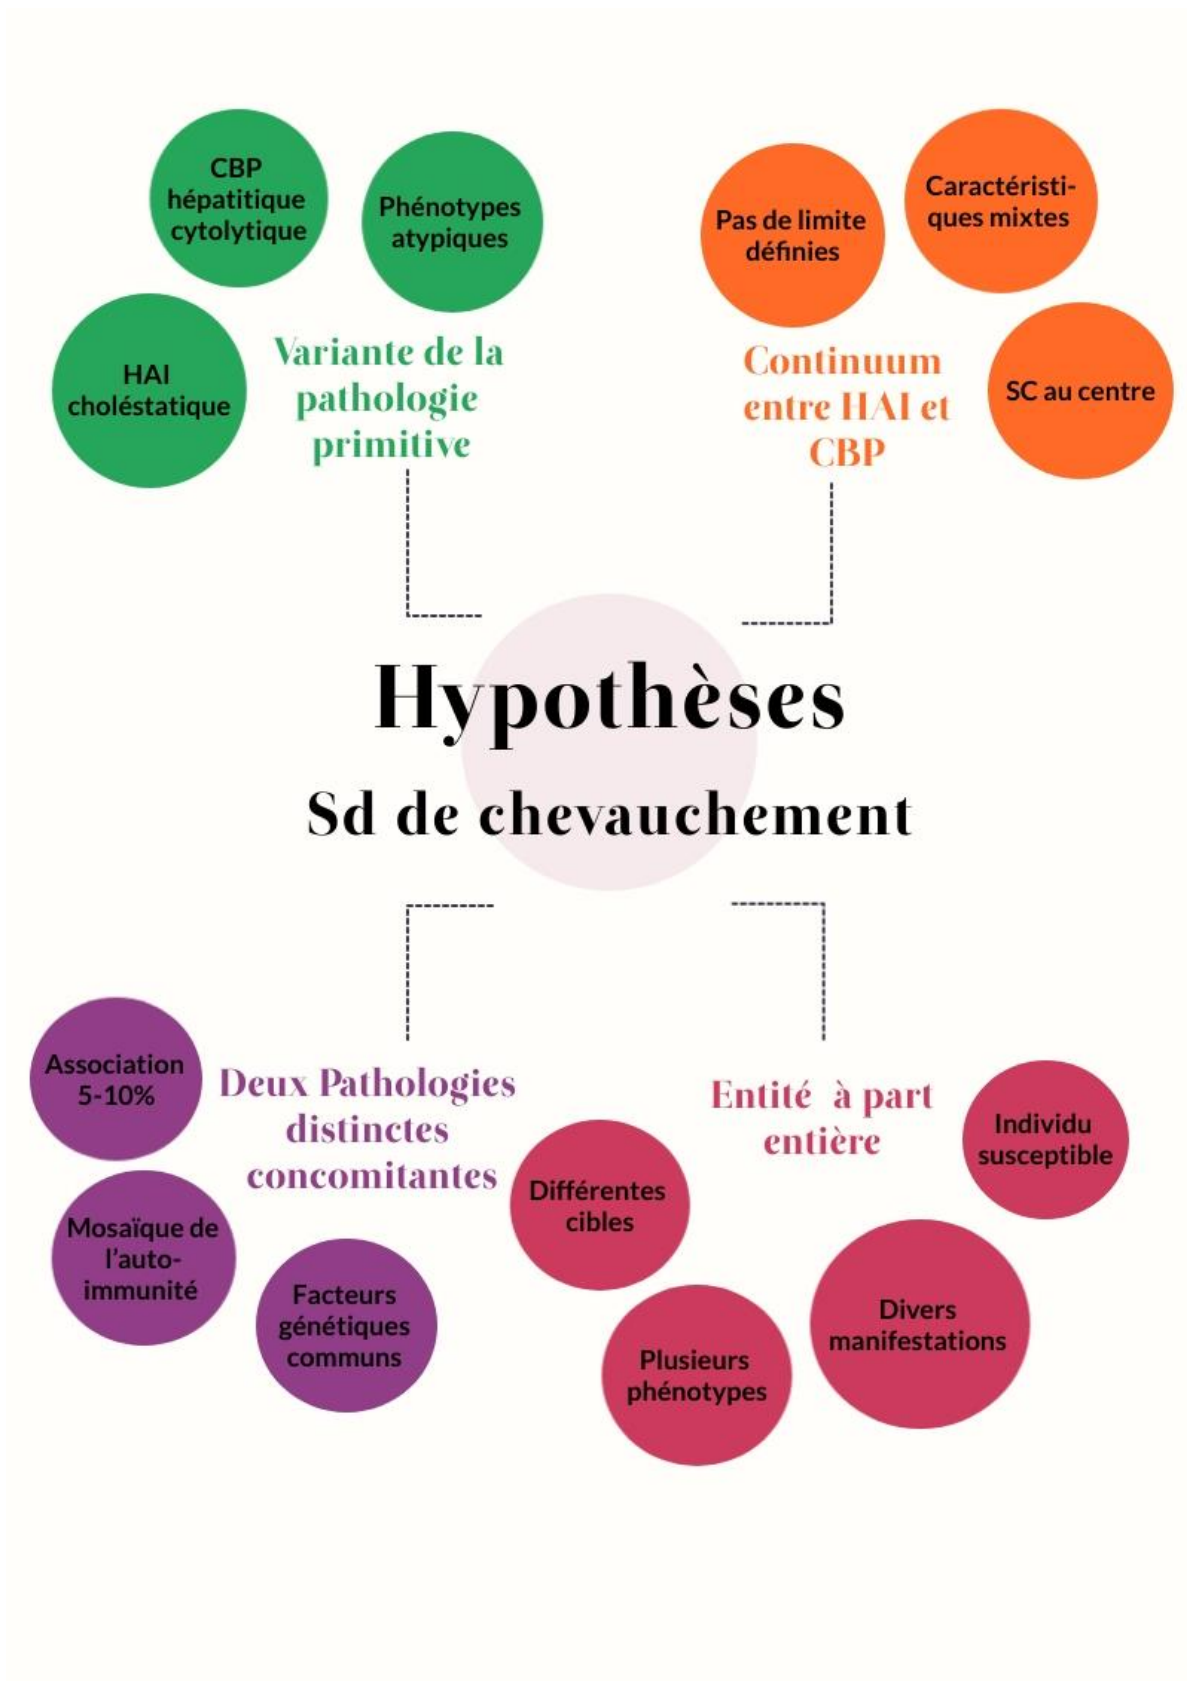 CBP
hépatitique
cytolytique
Phénotypes
atypiques
HAI
choléstatique
Variante de la
pathologie
primitive
Pas de limite
définies
Caractéristi-
ques mixtes
SC au centre
Continuum
entre HAI et
CBP
Hypothèses
Sd de chevauchement
Association
5-10%
Deux Pathologies
distinctes
concomitantes
Mosaïque de
l'auto-
immunité
Facteurs
génétiques
communs
Entité à part
entière
Individu
susceptible
Différentes
cibles
Plusieurs
phénotypes
Divers
manifestations